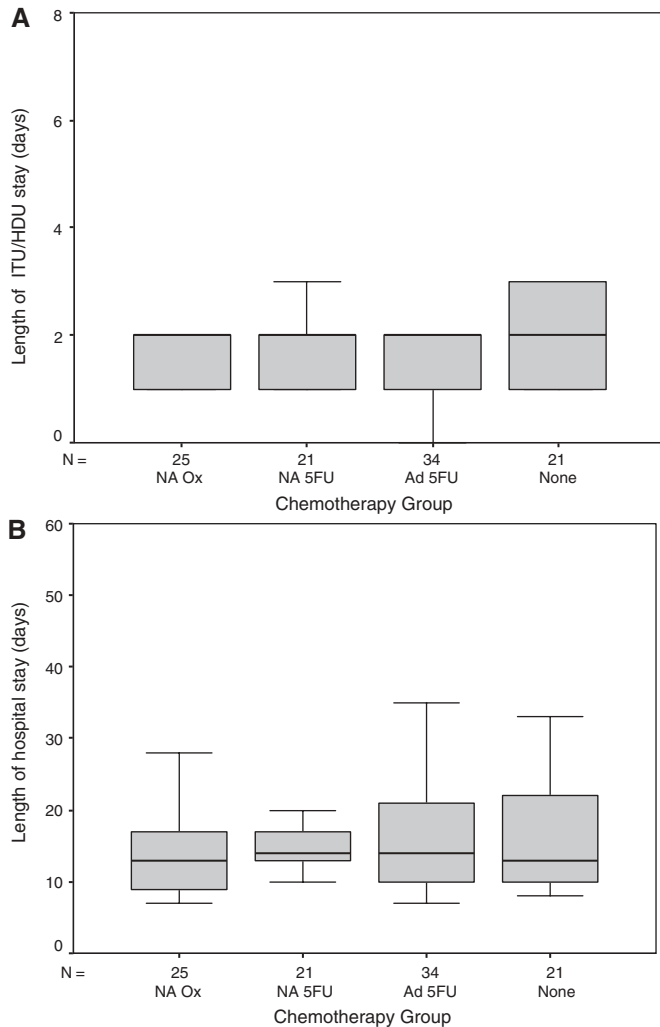 A
8
6
4
2
0
Length of ITU/HDU stay (days)
N = 25 21 34 21
NA Ox NA 5FU Ad 5FU None
Chemotherapy Group
B
60
50
40
30
20
10
0
Length of hospital stay (days)
N = 25 21 34 21
NA Ox NA 5FU Ad 5FU None
Chemotherapy Group